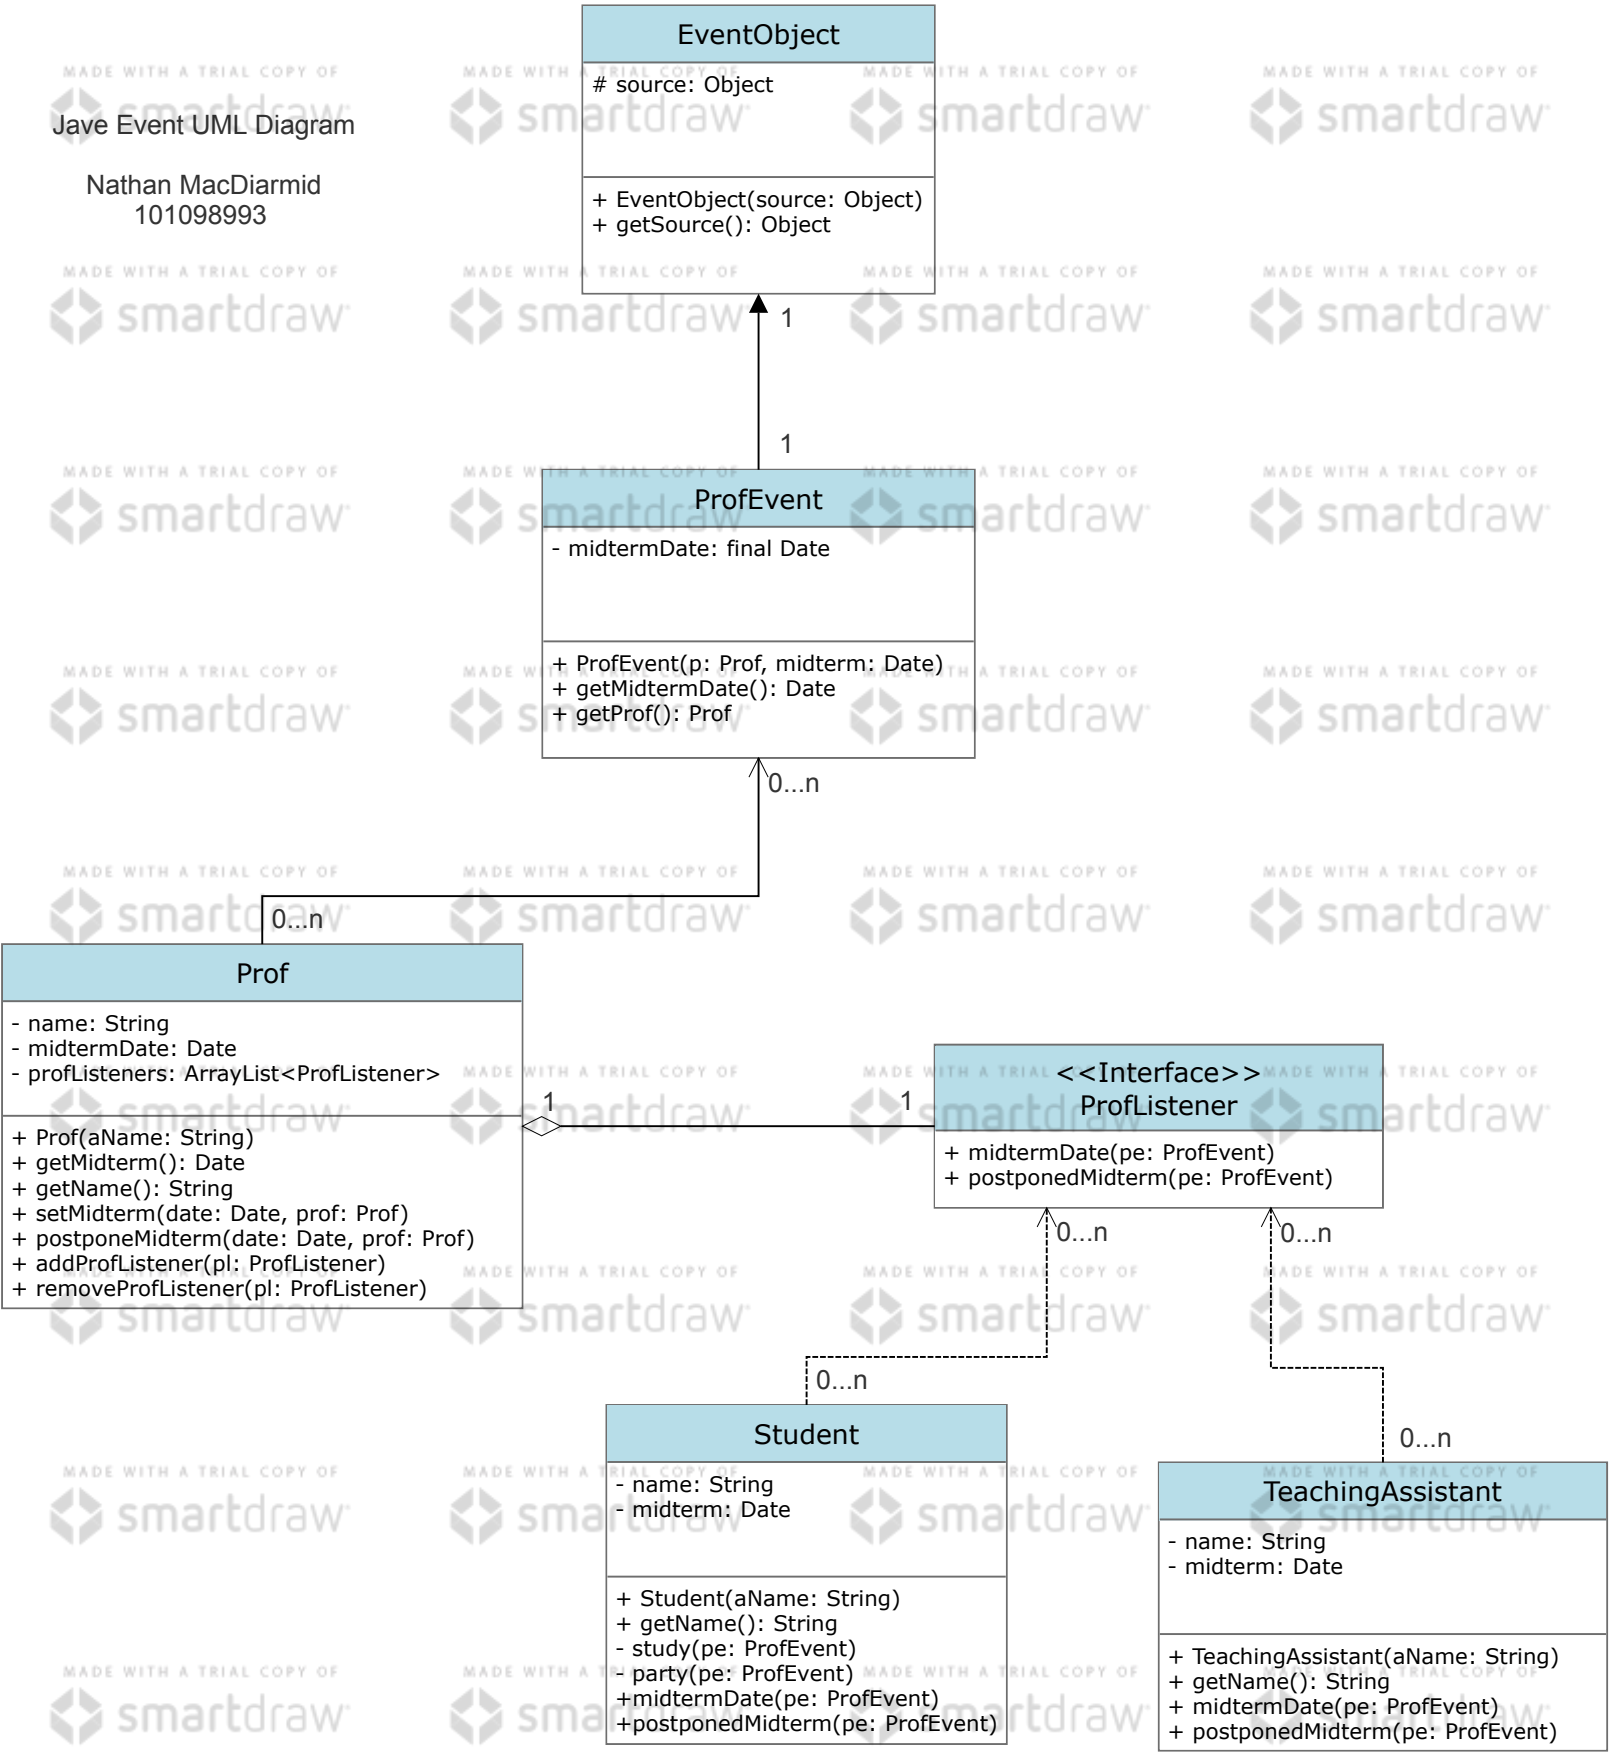 Jave Event UML Diagram
Nathan MacDiarmid
101098993
EventObject
# source: Object
+ EventObject(source: Object)
+ getSource(): Object
1
1
ProfEvent
- midtermDate: final Date
+ ProfEvent(p: Prof, midterm: Date)
+ getMidtermDate(): Date
+ getProf(): Prof
0...n
0...n
Prof
- name: String
- midtermDate: Date
- profListeners: ArrayList<ProfListener>
+ Prof(aName: String)
+ getMidterm(): Date
+ getName(): String
+ setMidterm(date: Date, prof: Prof)
+ postponeMidterm(date: Date, prof: Prof)
+ addProfListener(pl: ProfListener)
+ removeProfListener(pl: ProfListener)
1
1
<<Interface>>
ProfListener
+ midtermDate(pe: ProfEvent)
+ postponedMidterm(pe: ProfEvent)
0...n
0...n
0...n
0...n
Student
- name: String
- midterm: Date
+ Student(aName: String)
+ getName(): String
- study(pe: ProfEvent)
- party(pe: ProfEvent)
+midtermDate(pe: ProfEvent)
+postponedMidterm(pe: ProfEvent)
TeachingAssistant
- name: String
- midterm: Date
+ TeachingAssistant(aName: String)
+ getName(): String
+ midtermDate(pe: ProfEvent)
+ postponedMidterm(pe: ProfEvent)
MADE WITH A TRIAL COPY OF
smartdraw